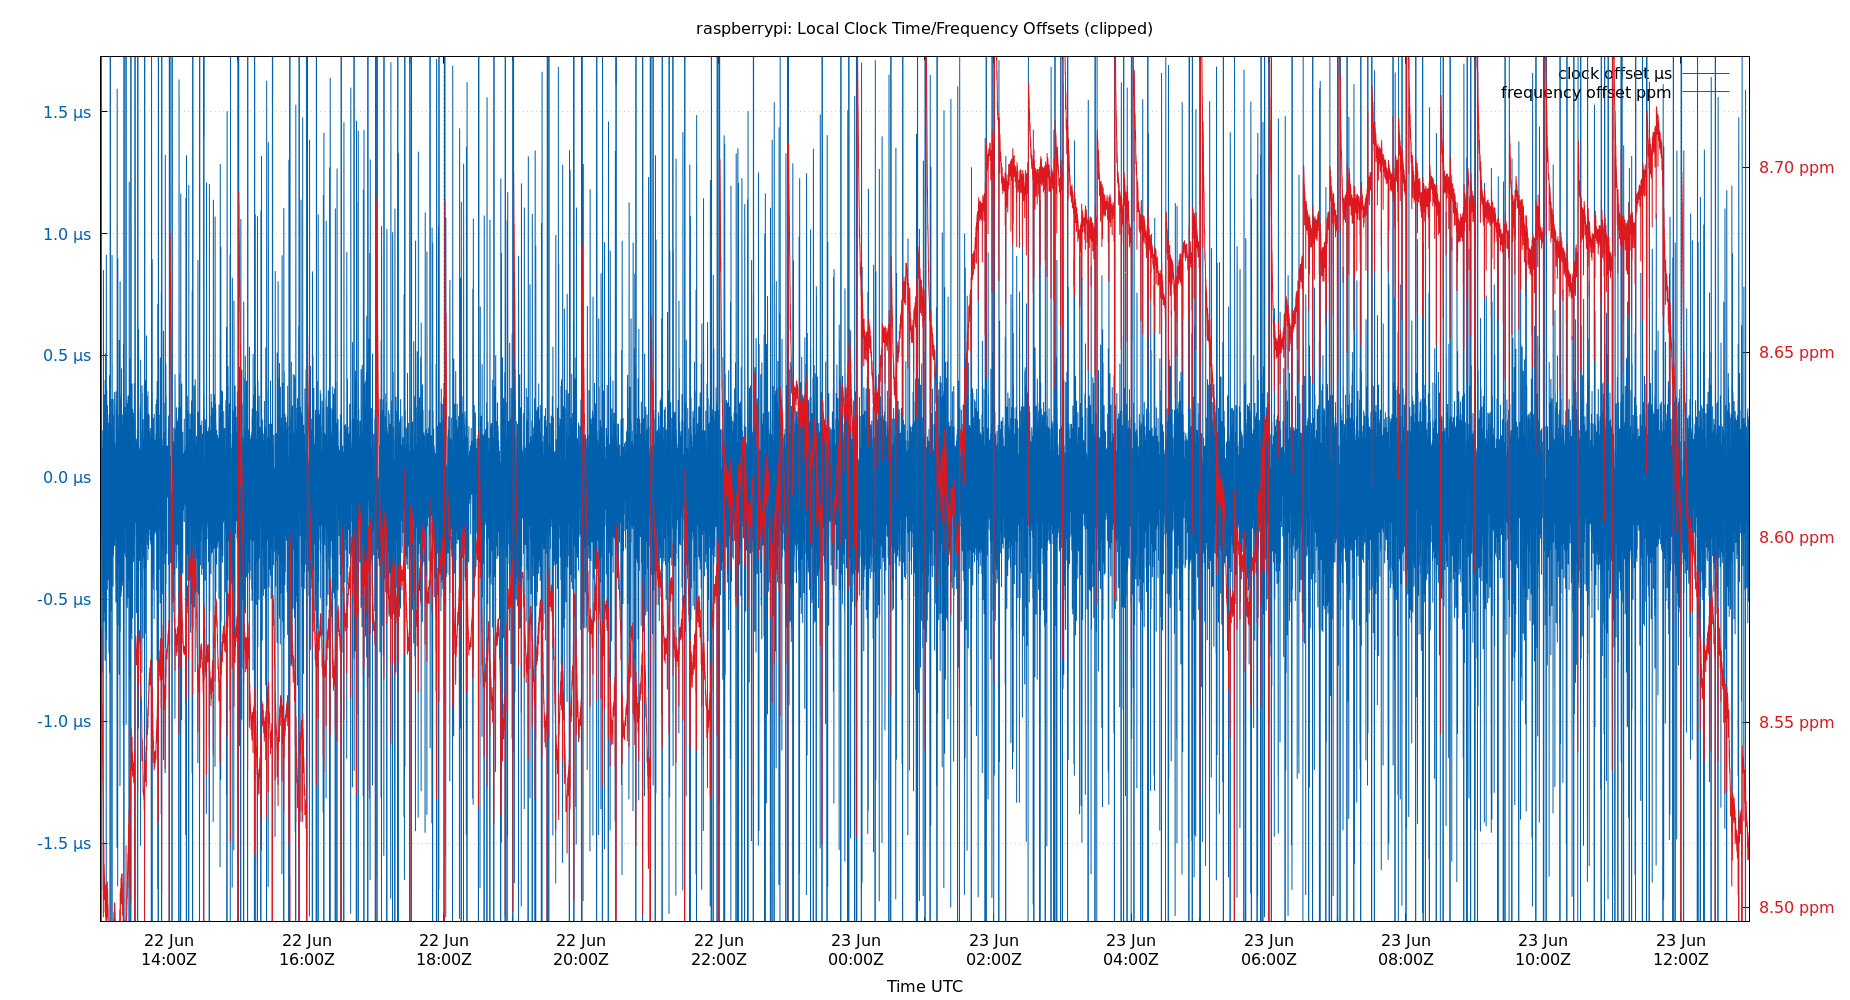 raspberrypi: Local Clock Time/Frequency Offsets (clipped)
clock offset µs
frequency offset ppm
1.5 µs
1.0 µs
0.5 µs
0.0 µs
-0.5 µs
-1.0 µs
-1.5 µs
8.70 ppm
8.65 ppm
8.60 ppm
8.55 ppm
8.50 ppm
22 Jun 22 Jun 22 Jun 22 Jun 22 Jun 23 Jun 23 Jun 23 Jun 23 Jun 23 Jun 23 Jun 23 Jun
14:00Z 16:00Z 18:00Z 20:00Z 22:00Z 00:00Z 02:00Z 04:00Z 06:00Z 08:00Z 10:00Z 12:00Z
Time UTC